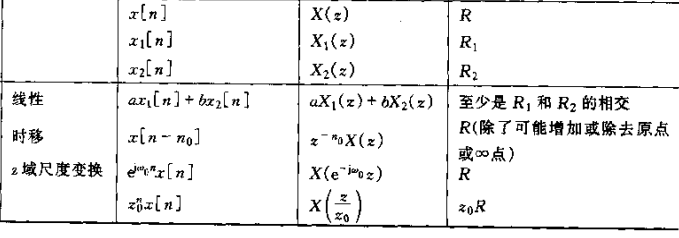 x[n] X(z) R
x₁[n] X₁(z) R₁
x₂[n] X₂(z) R₂
线性 ax₁[n]+bx₂[n] aX₁(z)+bX₂(z) 至少是 R₁ 和 R₂ 的相交
时移 x[n-n₀] z^{-n₀}X(z) R(除了可能增加或除去原点
或∞点)
z域尺度变换 e^{jω₀n}x[n] X(e^{-jω₀}z) R
z₀ⁿx[n] X(z/z₀) z₀R